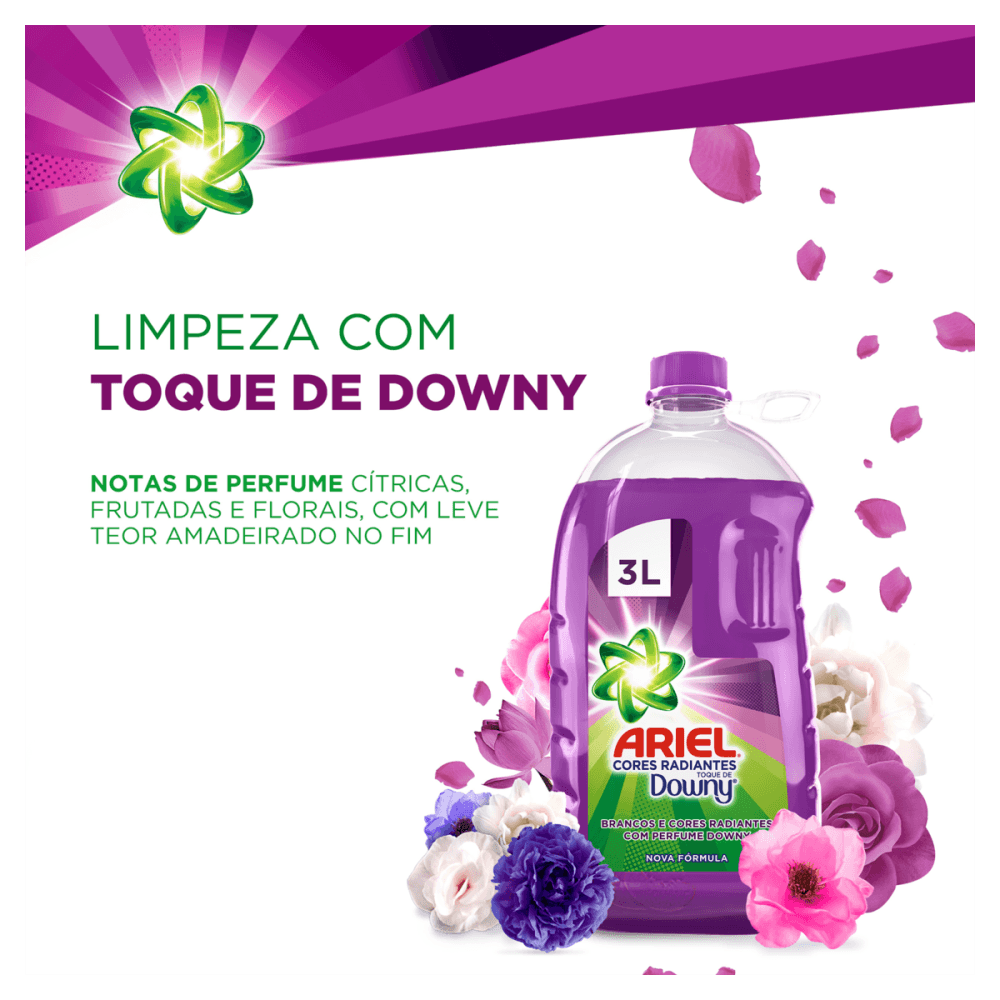 LIMPEZA COM
TOQUE DE DOWNY
NOTAS DE PERFUME CÍTRICAS,
FRUTADAS E FLORAIS, COM LEVE
TEOR AMADEIRADO NO FIM
3L
ARIEL
CORES RADIANTES
TOQUE DE
Downy®
BRANCOS E CORES RADIANTES
COM PERFUME DOWNY
NOVA FÓRMULA